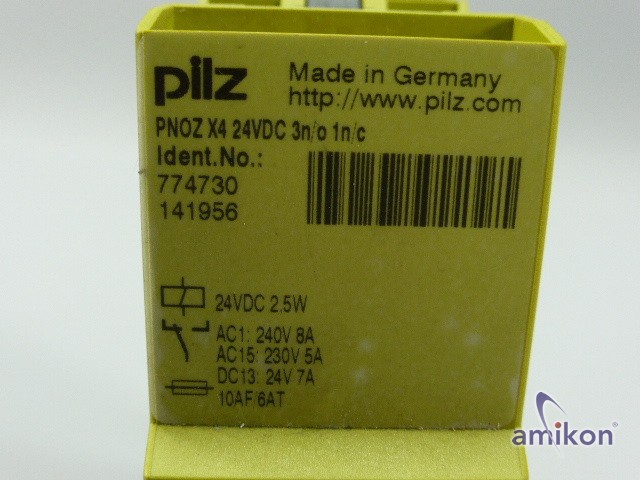 pilz
Made in Germany
http://www.pilz.com
PNOZ X4 24VDC 3n/o 1n/c
Ident.No.:
774730
141956
24VDC 2.5W
AC1: 240V 8A
AC15: 230V 5A
DC13: 24V 7A
10AF/6AT
amikon®